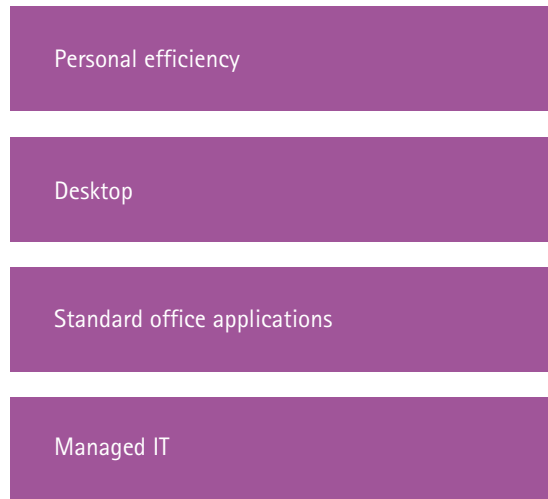 Personal efficiency
Desktop
Standard office applications
Managed IT